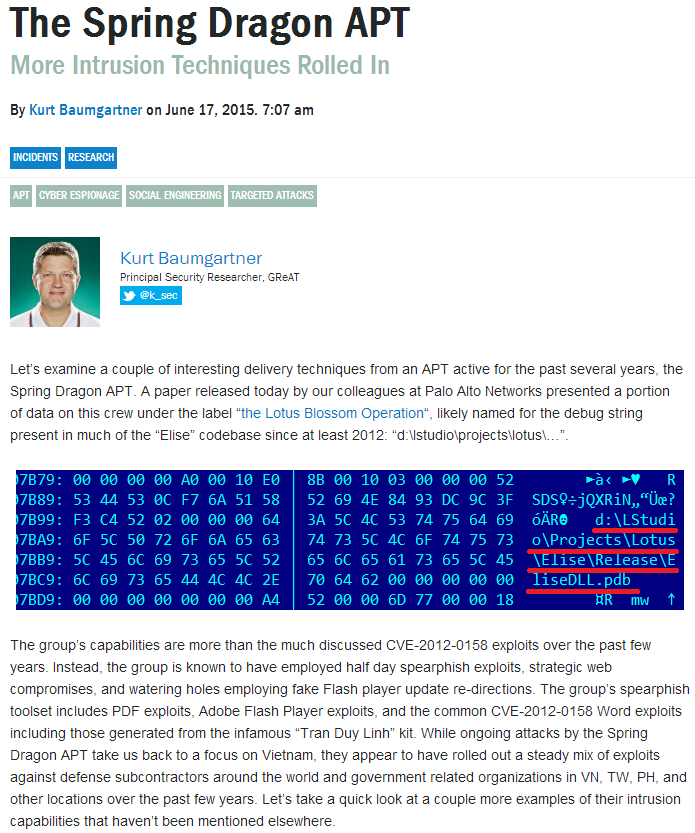 The Spring Dragon APT
More Intrusion Techniques Rolled In
By Kurt Baumgartner on June 17, 2015. 7:07 am
INCIDENTS RESEARCH
APT CYBER ESPIONAGE SOCIAL ENGINEERING TARGETED ATTACKS
Kurt Baumgartner
Principal Security Researcher, GReAT
@k_sec
Let's examine a couple of interesting delivery techniques from an APT active for the past several years, the
Spring Dragon APT. A paper released today by our colleagues at Palo Alto Networks presented a portion
of data on this crew under the label “the Lotus Blossom Operation“, likely named for the debug string
present in much of the “Elise” codebase since at least 2012: “d:\lstudio\projects\lotus\…”.
07B79: 00 00 00 00 A0 00 10 E0 8B 00 10 03 00 00 00 52 ►à‹ ►♥ R
07B89: 53 44 53 0C F7 6A 51 58 52 69 4E 84 93 DC 9C 3F SDS♀÷jQXRiN„“Üœ?
07B99: F3 C4 52 02 00 00 00 64 3A 5C 4C 53 74 75 64 69 óÄR☻ d:\LStudi
07BA9: 6F 5C 50 72 6F 6A 65 63 74 73 5C 4C 6F 74 75 73 o\Projects\Lotus
07BB9: 5C 45 6C 69 73 65 5C 52 65 6C 65 61 73 65 5C 45 \Elise\Release\E
07BC9: 6C 69 73 65 44 4C 4C 2E 70 64 62 00 00 00 00 00 liseDLL.pdb
07BD9: 00 00 00 00 00 00 00 A4 52 00 00 6D 77 00 00 18 ¤R mw ↑
The group's capabilities are more than the much discussed CVE-2012-0158 exploits over the past few
years. Instead, the group is known to have employed half day spearphish exploits, strategic web
compromises, and watering holes employing fake Flash player update re-directions. The group's spearphish
toolset includes PDF exploits, Adobe Flash Player exploits, and the common CVE-2012-0158 Word exploits
including those generated from the infamous “Tran Duy Linh” kit. While ongoing attacks by the Spring
Dragon APT take us back to a focus on Vietnam, they appear to have rolled out a steady mix of exploits
against defense subcontractors around the world and government related organizations in VN, TW, PH, and
other locations over the past few years. Let's take a quick look at a couple more examples of their intrusion
capabilities that haven't been mentioned elsewhere.